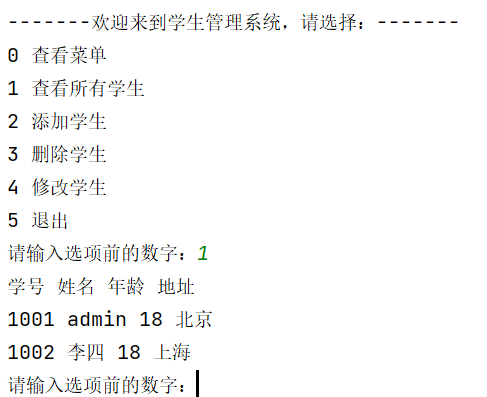 -------欢迎来到学生管理系统，请选择：-------
0 查看菜单
1 查看所有学生
2 添加学生
3 删除学生
4 修改学生
5 退出
请输入选项前的数字：1
学号 姓名 年龄 地址
1001 admin 18 北京
1002 李四 18 上海
请输入选项前的数字：